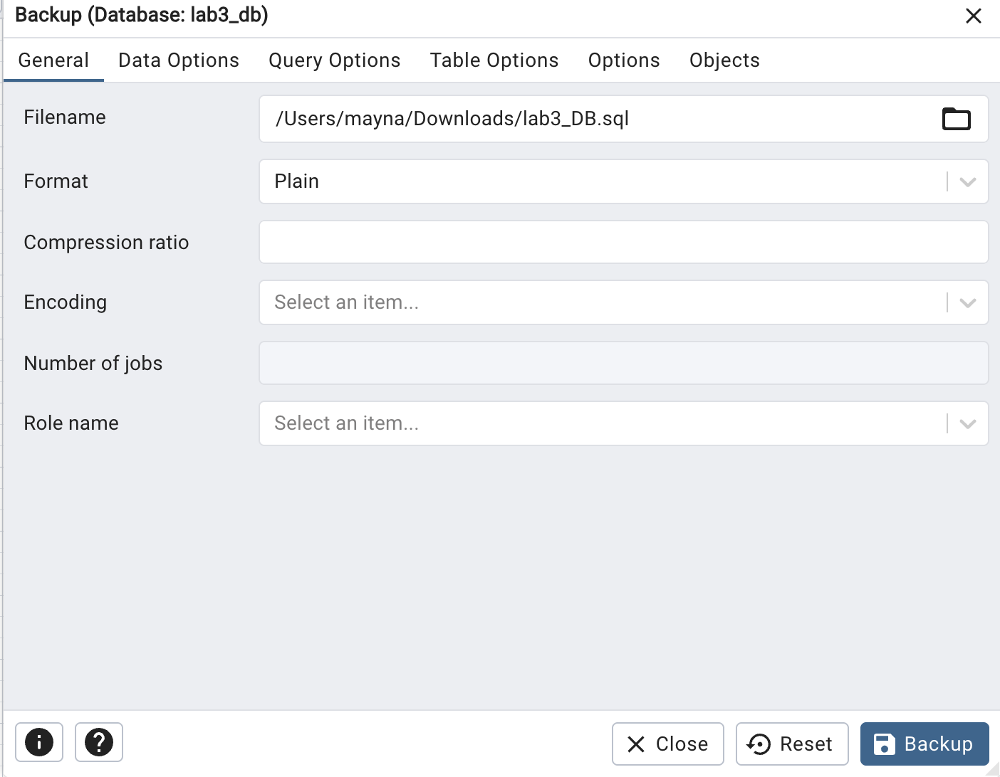 Backup (Database: lab3_db)
General Data Options Query Options Table Options Options Objects
Filename /Users/mayna/Downloads/lab3_DB.sql
Format Plain
Compression ratio
Encoding Select an item...
Number of jobs
Role name Select an item...
Close Reset Backup